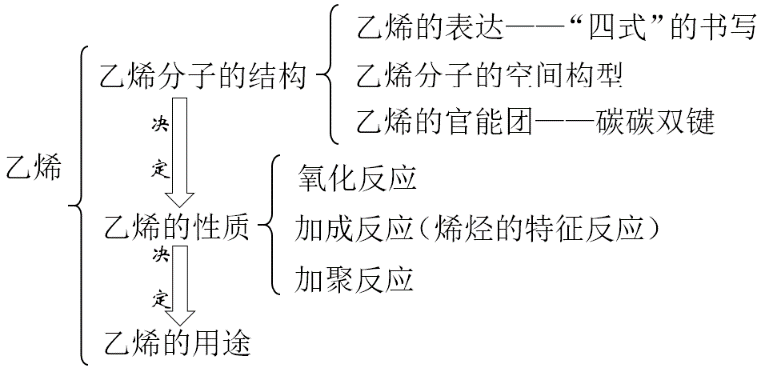 乙烯
乙烯分子的结构
乙烯的表达——“四式”的书写
乙烯分子的空间构型
乙烯的官能团——碳碳双键
决定
乙烯的性质
氧化反应
加成反应(烯烃的特征反应)
加聚反应
决定
乙烯的用途